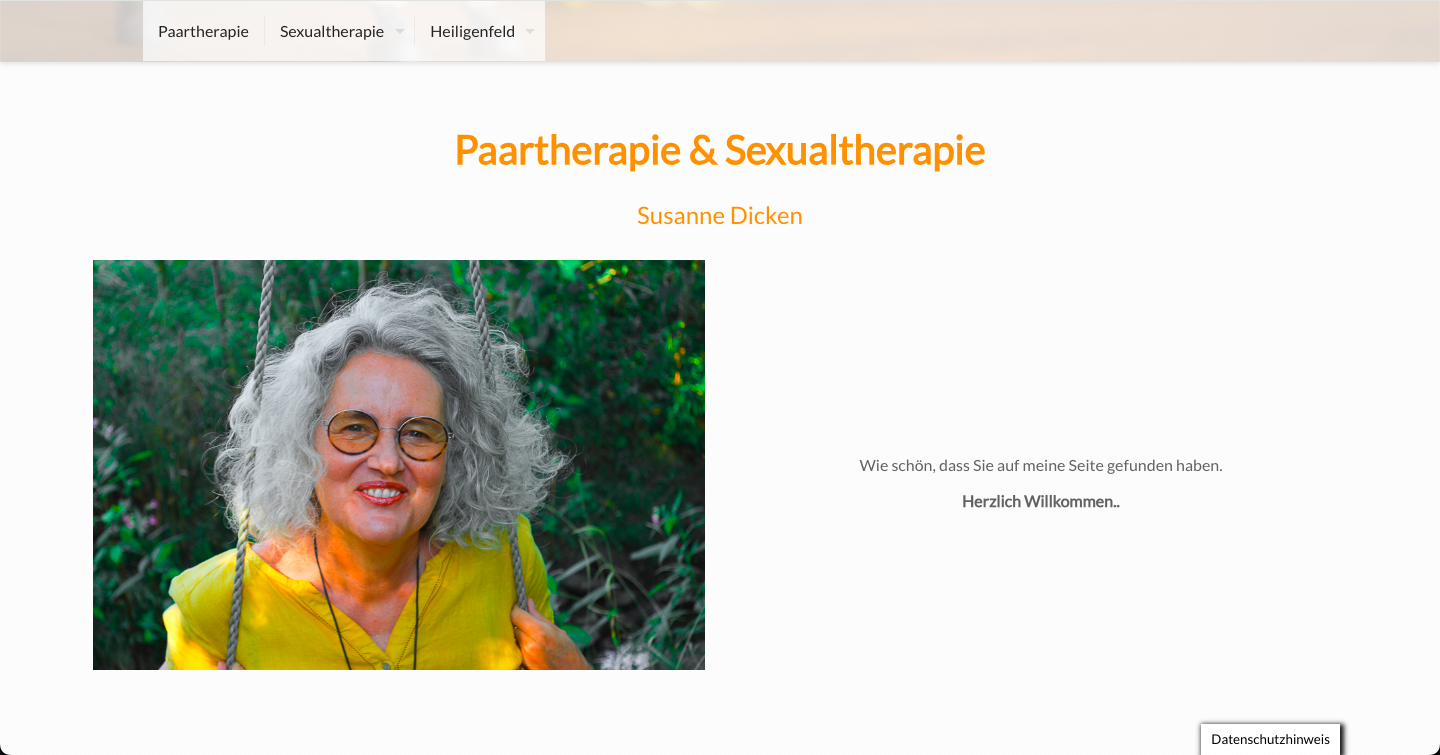 Paartherapie
Sexualtherapie
Heiligenfeld
Paartherapie & Sexualtherapie
Susanne Dicken
Wie schön, dass Sie auf meine Seite gefunden haben.
Herzlich Willkommen..
Datenschutzhinweis